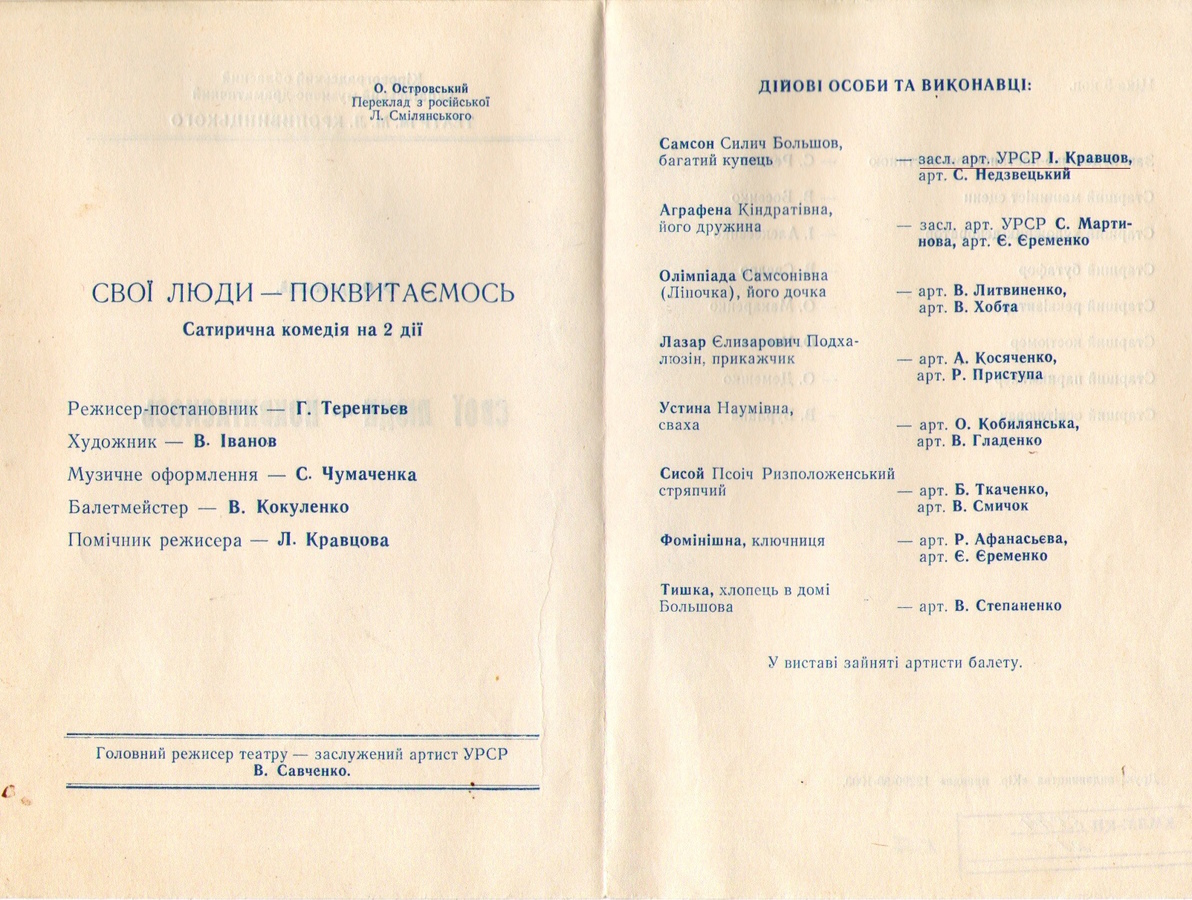 О. Островський
Переклад з російської
Л. Смілянського
СВОЇ ЛЮДИ — ПОКВИТАЄМОСЬ
Сатирична комедія на 2 дії
Режисер-постановник — Г. Терентьєв
Художник — В. Іванов
Музичне оформлення — С. Чумаченка
Балетмейстер — В. Кокуленко
Помічник режисера — Л. Кравцова
Головний режисер театру — заслужений артист УРСР
В. Савченко.
ДІЙОВІ ОСОБИ ТА ВИКОНАВЦІ:
Самсон Силич Большов,
багатий купець — засл. арт. УРСР І. Кравцов,
арт. С. Недзвецький
Аграфена Кіндратівна,
його дружина — засл. арт. УРСР С. Марти-
нова, арт. Є. Єременко
Олімпіада Самсонівна
(Ліпочка), його дочка — арт. В. Литвиненко,
арт. В. Хобта
Лазар Єлизарович Подха-
люзін, прикажчик — арт. А. Косяченко,
арт. Р. Приступа
Устина Наумівна,
сваха — арт. О. Кобилянська,
арт. В. Гладенко
Сисой Псоїч Ризположенський
стряпчий — арт. Б. Ткаченко,
арт. В. Смичок
Фомінішна, ключниця — арт. Р. Афанасьєва,
арт. Є. Єременко
Тишка, хлопець в домі
Большова — арт. В. Степаненко
У виставі зайняті артисти балету.